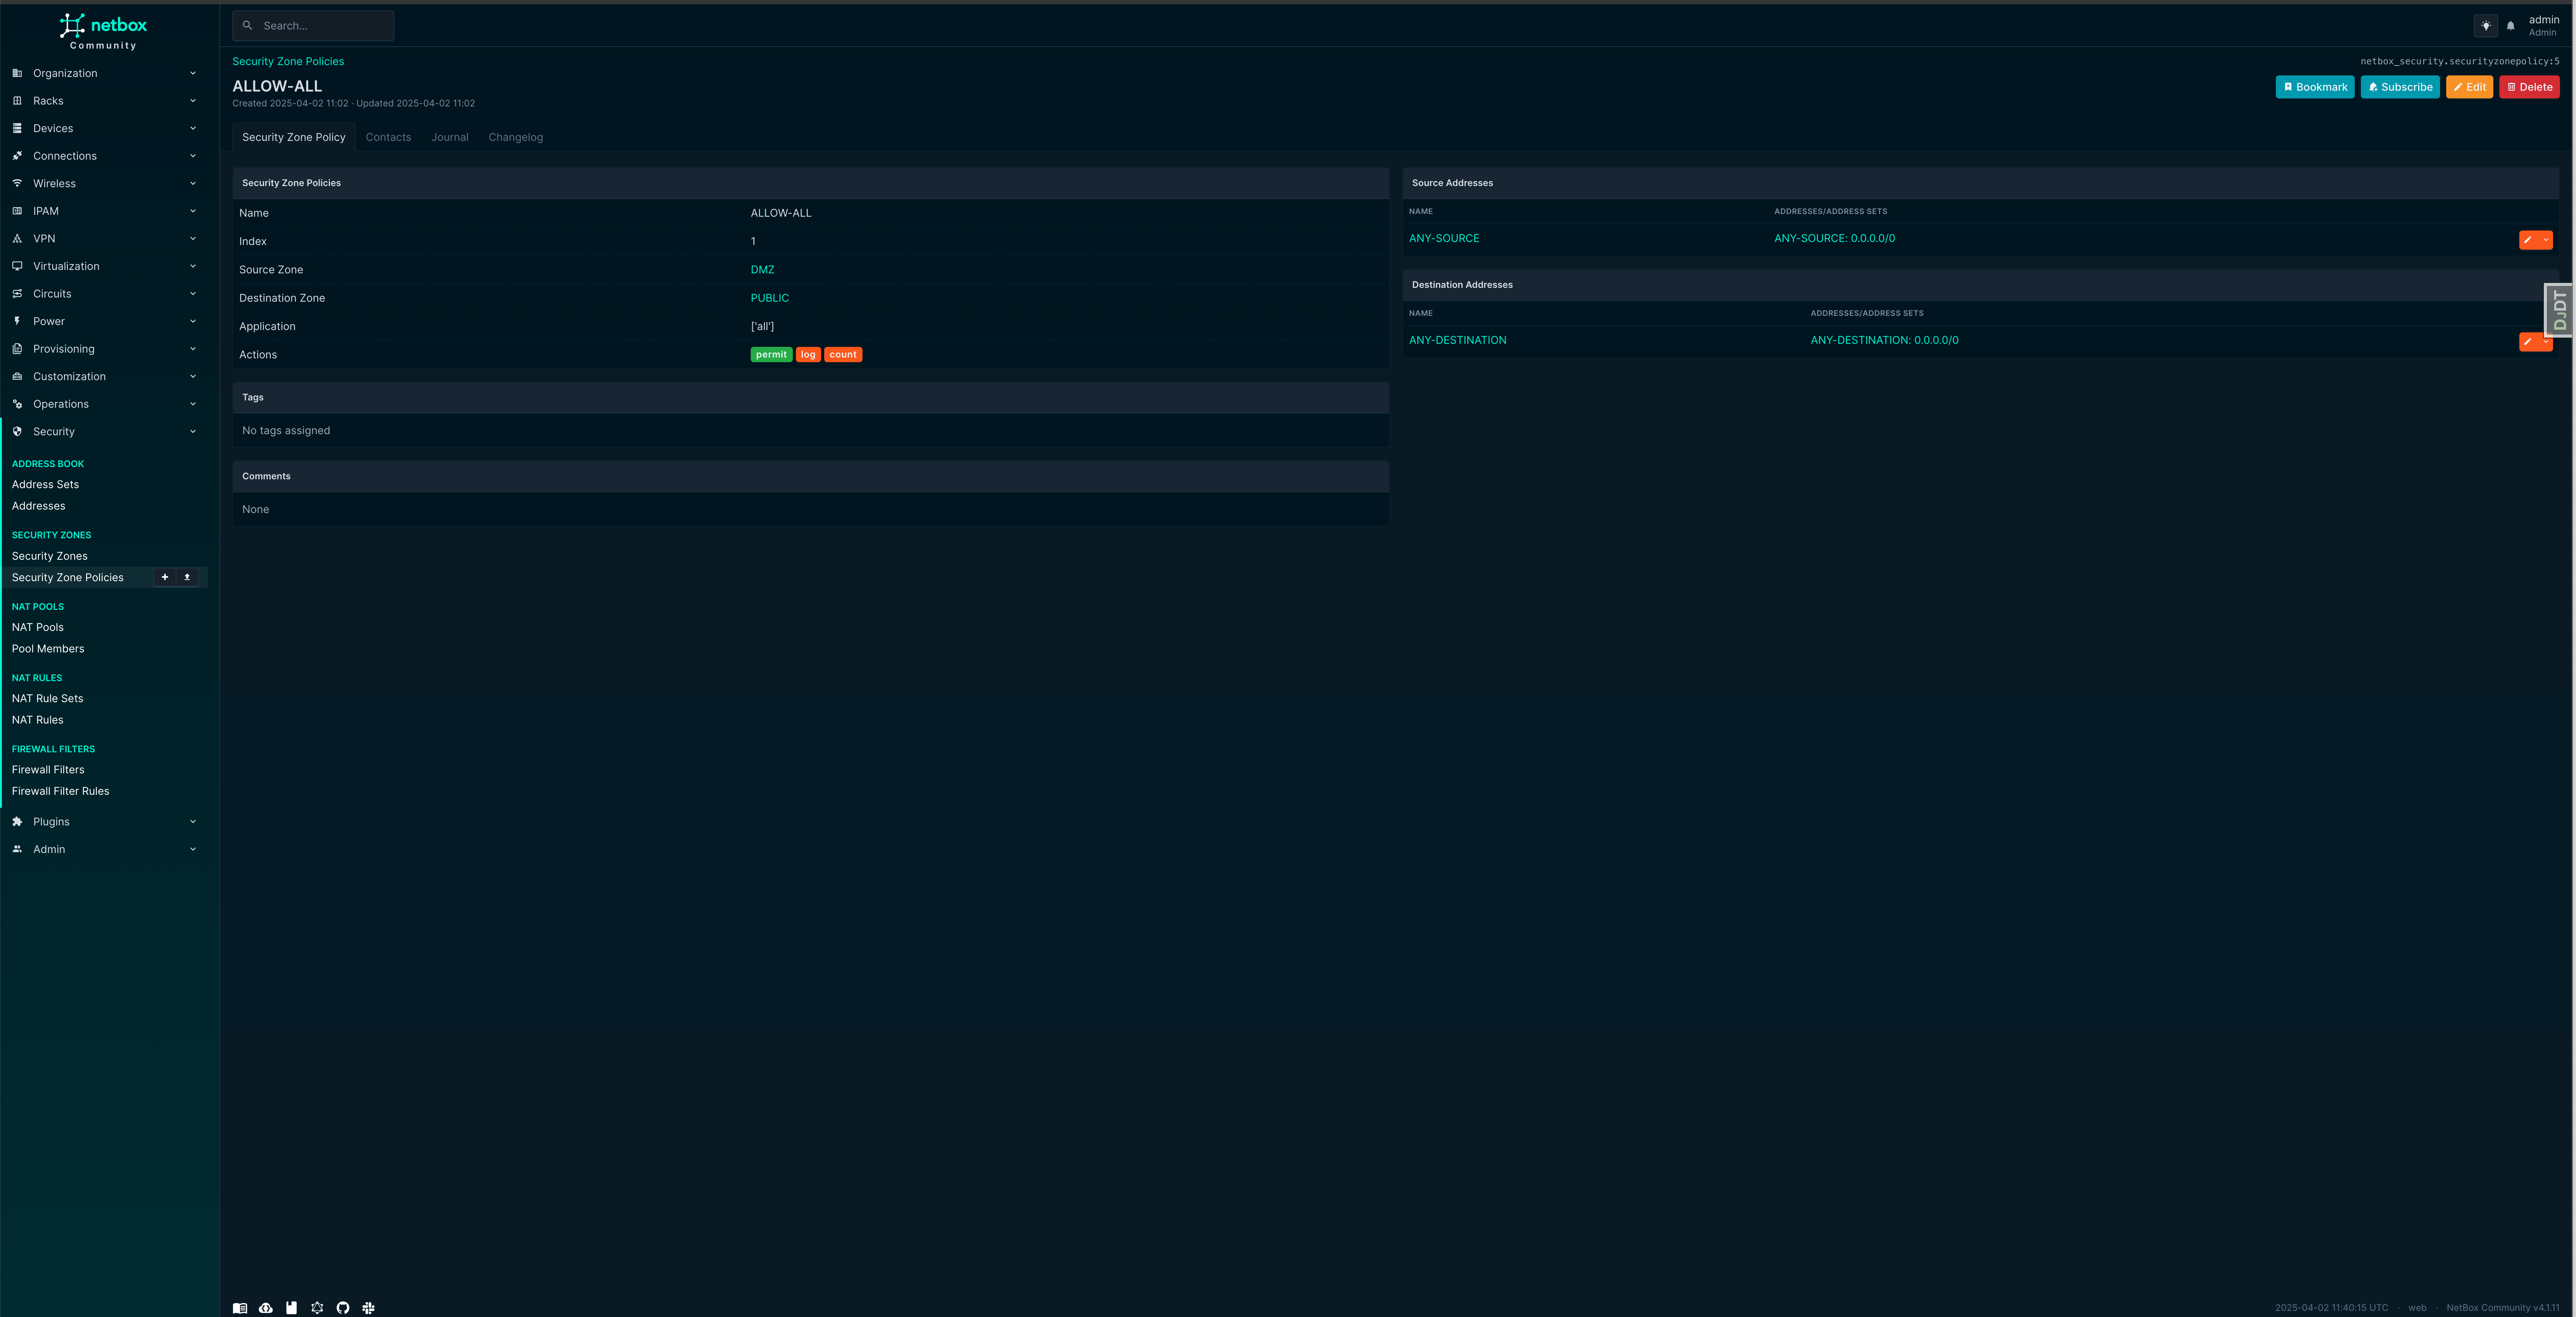 netbox
Community
Search...
admin
Admin
Organization
Racks
Devices
Connections
Wireless
IPAM
VPN
Virtualization
Circuits
Power
Provisioning
Customization
Operations
Security
ADDRESS BOOK
Address Sets
Addresses
SECURITY ZONES
Security Zones
Security Zone Policies
NAT POOLS
NAT Pools
Pool Members
NAT RULES
NAT Rule Sets
NAT Rules
FIREWALL FILTERS
Firewall Filters
Firewall Filter Rules
Plugins
Admin
Security Zone Policies
netbox_security.securityzonepolicy:5
ALLOW-ALL
Created 2025-04-02 11:02 · Updated 2025-04-02 11:02
Bookmark Subscribe Edit Delete
Security Zone Policy Contacts Journal Changelog
Security Zone Policies
Name ALLOW-ALL
Index 1
Source Zone DMZ
Destination Zone PUBLIC
Application ['all']
Actions permit log count
Tags
No tags assigned
Comments
None
Source Addresses
NAME ADDRESSES/ADDRESS SETS
ANY-SOURCE ANY-SOURCE: 0.0.0.0/0
Destination Addresses
NAME ADDRESSES/ADDRESS SETS
ANY-DESTINATION ANY-DESTINATION: 0.0.0.0/0
DJDT
2025-04-02 11:40:15 UTC · web · NetBox Community v4.1.11